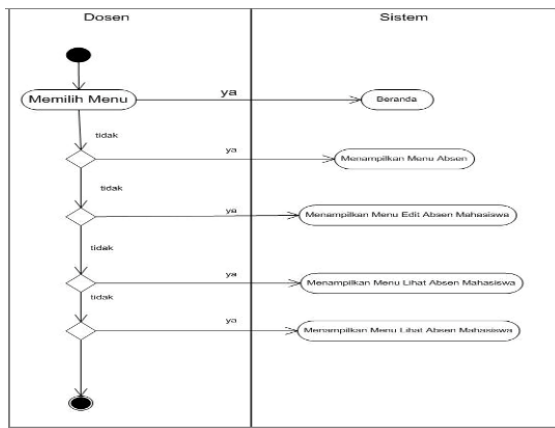 Dosen
Sistem
Memilih Menu
ya
Beranda
tidak
ya
Menampilkan Menu Absen
tidak
ya
Menampilkan Menu Edit Absen Mahasiswa
tidak
ya
Menampilkan Menu Lihat Absen Mahasiswa
tidak
ya
Menampilkan Menu Lihat Absen Mahasiswa